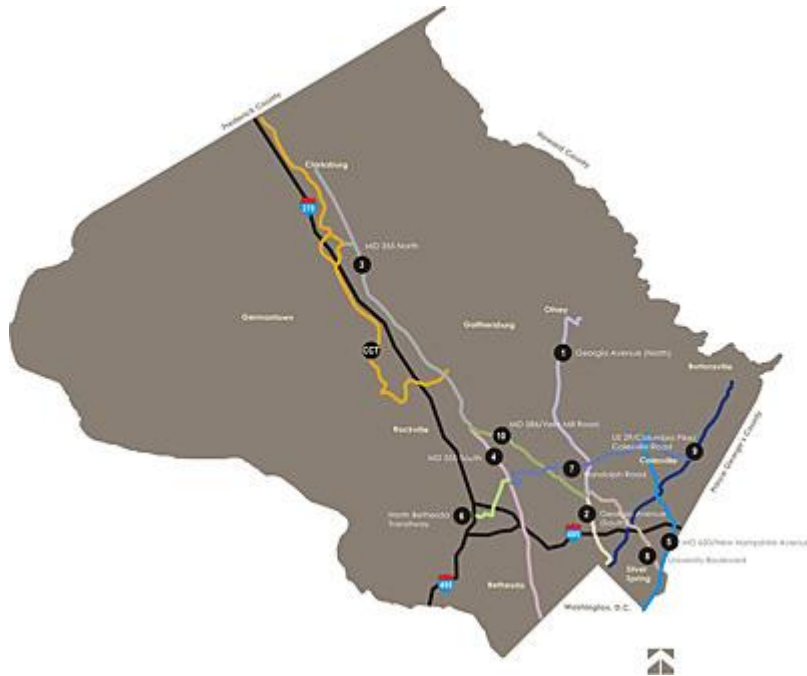 Frederick County
Howard County
Clarksburg
270
MD 355 North
3
Germantown
Gaithersburg
Olney
CCT
1
Georgia Avenue (North)
Burtonsville
Prince George's County
Rockville
10
MD 586/Veirs Mill Road
US 29/Columbia Pike/
Colesville Road
9
MD 355 South
4
7
Randolph Road
Colesville
6
North Bethesda
Transitway
2
Georgia Avenue
(South)
495
5
MD 650/New Hampshire Avenue
8
University Boulevard
Silver
Spring
Bethesda
495
Washington, D.C.